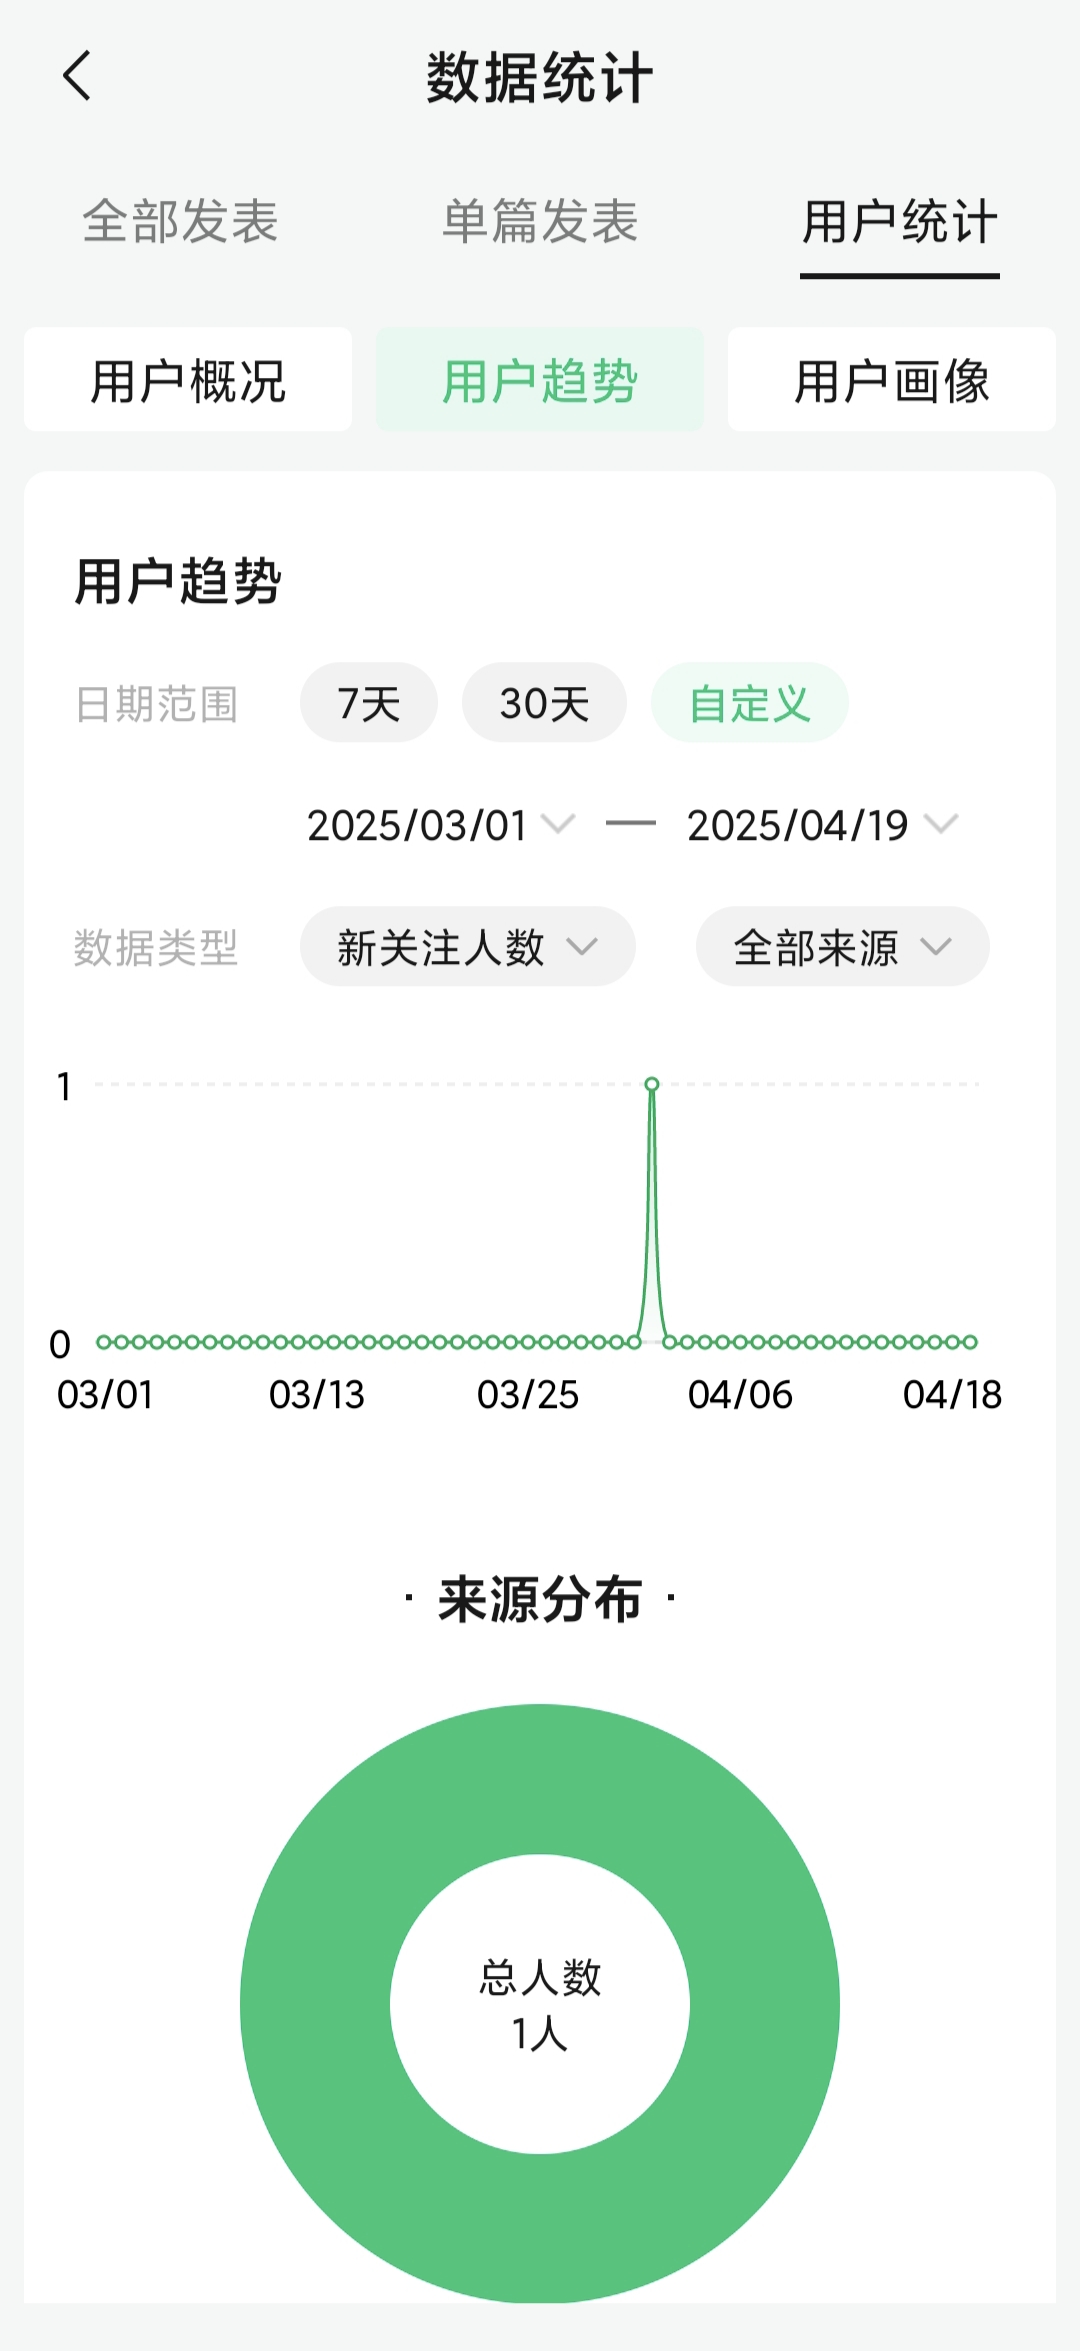 数据统计
全部发表 单篇发表 用户统计
用户概况 用户趋势 用户画像
用户趋势
日期范围 7天 30天 自定义
2025/03/01 — 2025/04/19
数据类型 新关注人数 全部来源
1
0
03/01 03/13 03/25 04/06 04/18
· 来源分布 ·
总人数
1人